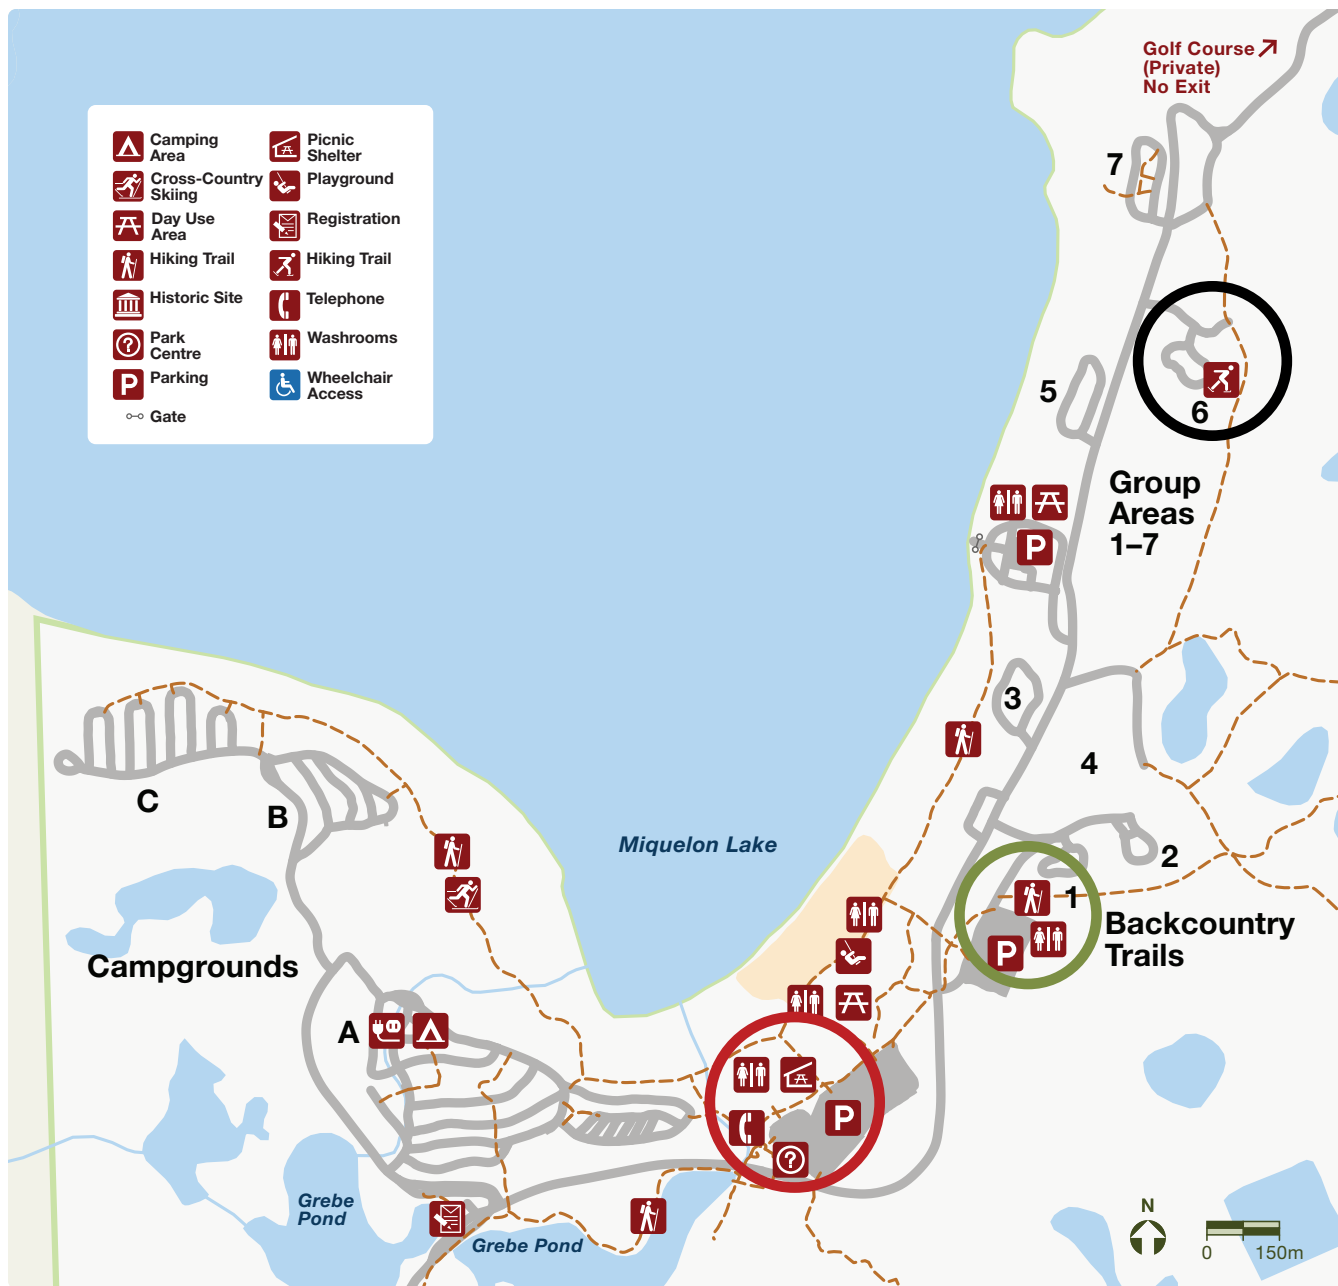 Golf Course
(Private)
No Exit
Camping
Area
Cross-Country
Skiing
Day Use
Area
Hiking Trail
Historic Site
Park
Centre
P
Parking
Gate
Picnic
Shelter
Playground
Registration
Hiking Trail
Telephone
Washrooms
Wheelchair
Access
?
7
6
5
Group
Areas
1–7
P
3
4
2
1
Backcountry
Trails
P
C
B
Miquelon Lake
Campgrounds
A
P
?
Grebe
Pond
Grebe Pond
N
0
150m